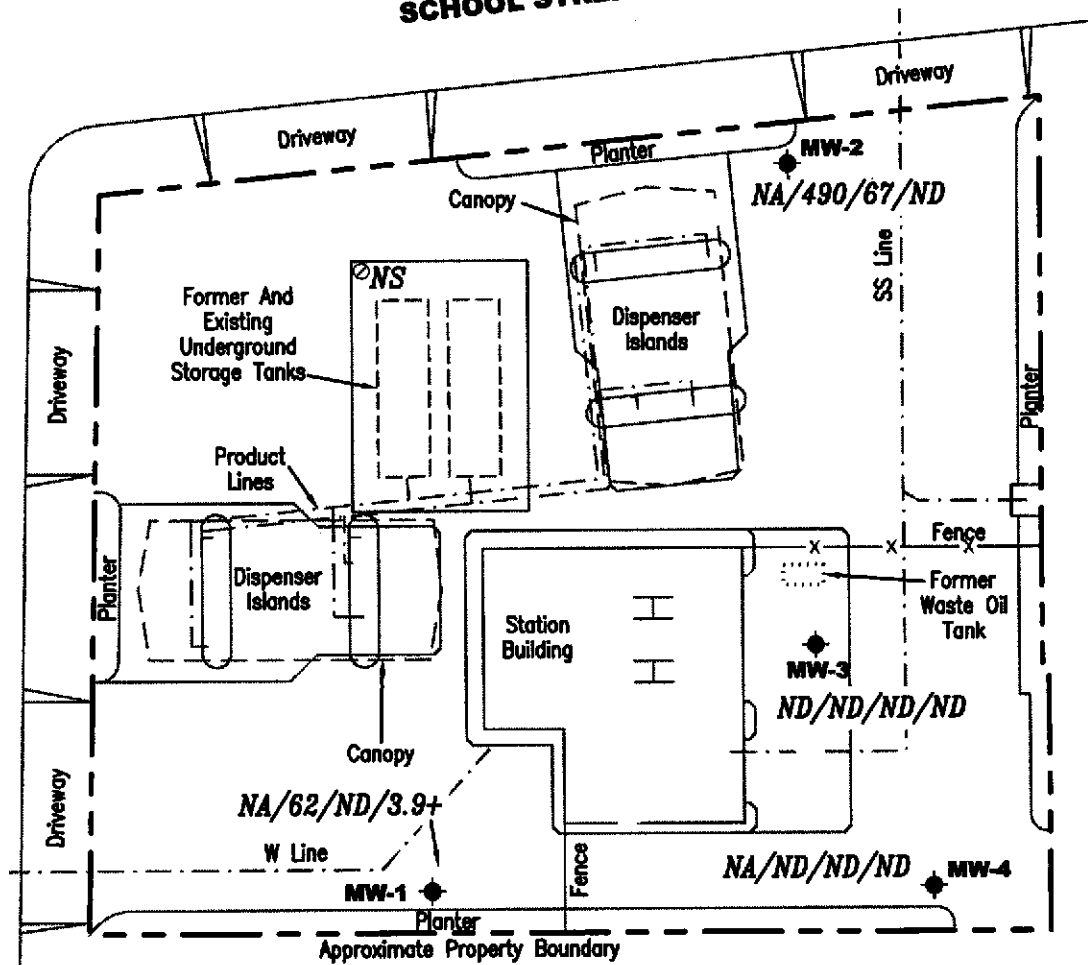 SCHOOL STRE
Driveway
Driveway
Planter
MW-2
NA/490/67/ND
Canopy
SS Line
NS
Former And
Existing
Underground
Storage Tanks
Dispenser
Islands
Driveway
Planter
Product
Lines
Fence
x x x
Planter
Dispenser
Islands
Station
Building
Former
Waste Oil
Tank
MW-3
ND/ND/ND/ND
Canopy
Driveway
NA/62/ND/3.9+
W Line
Fence
NA/ND/ND/ND
MW-4
MW-1
Planter
Approximate Property Boundary